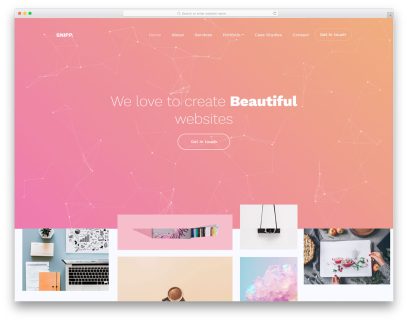 Search or enter website name
SNIPP.
Home About Services Portfolio Case Studies Contact Get in touch
We love to create Beautiful
websites
Get in touch